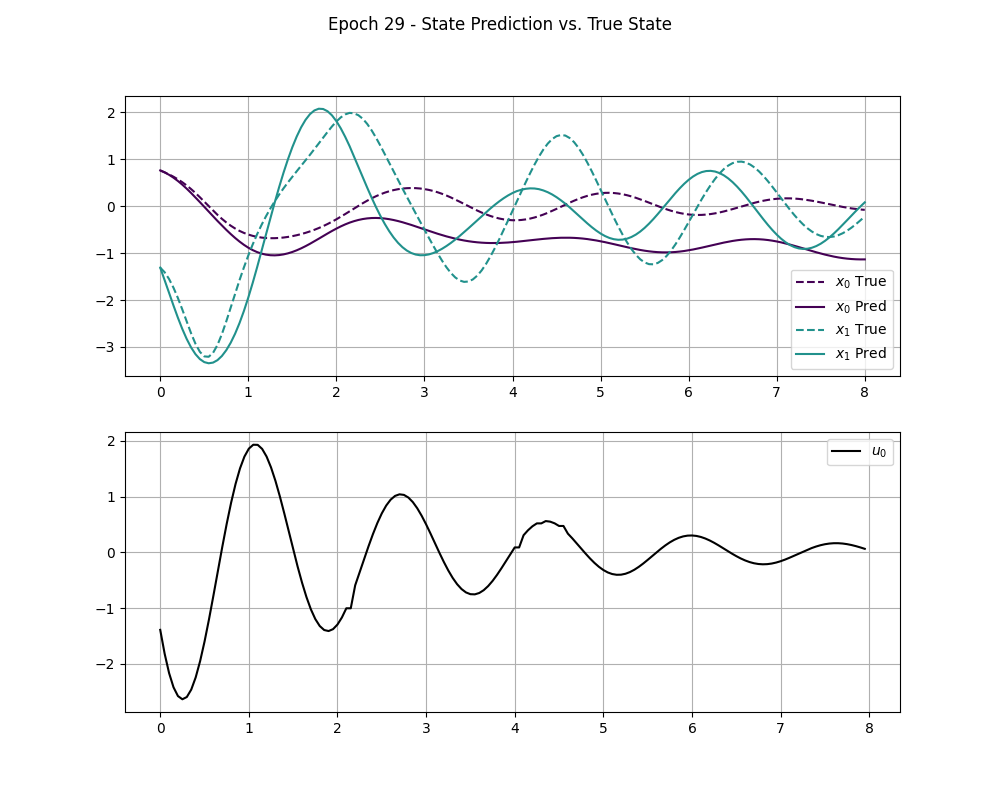 Epoch 29 - State Prediction vs. True State
2
1
0
−1
−2
−3
x₀ True
x₀ Pred
x₁ True
x₁ Pred
0 1 2 3 4 5 6 7 8
2
1
0
−1
−2
u₀
0 1 2 3 4 5 6 7 8